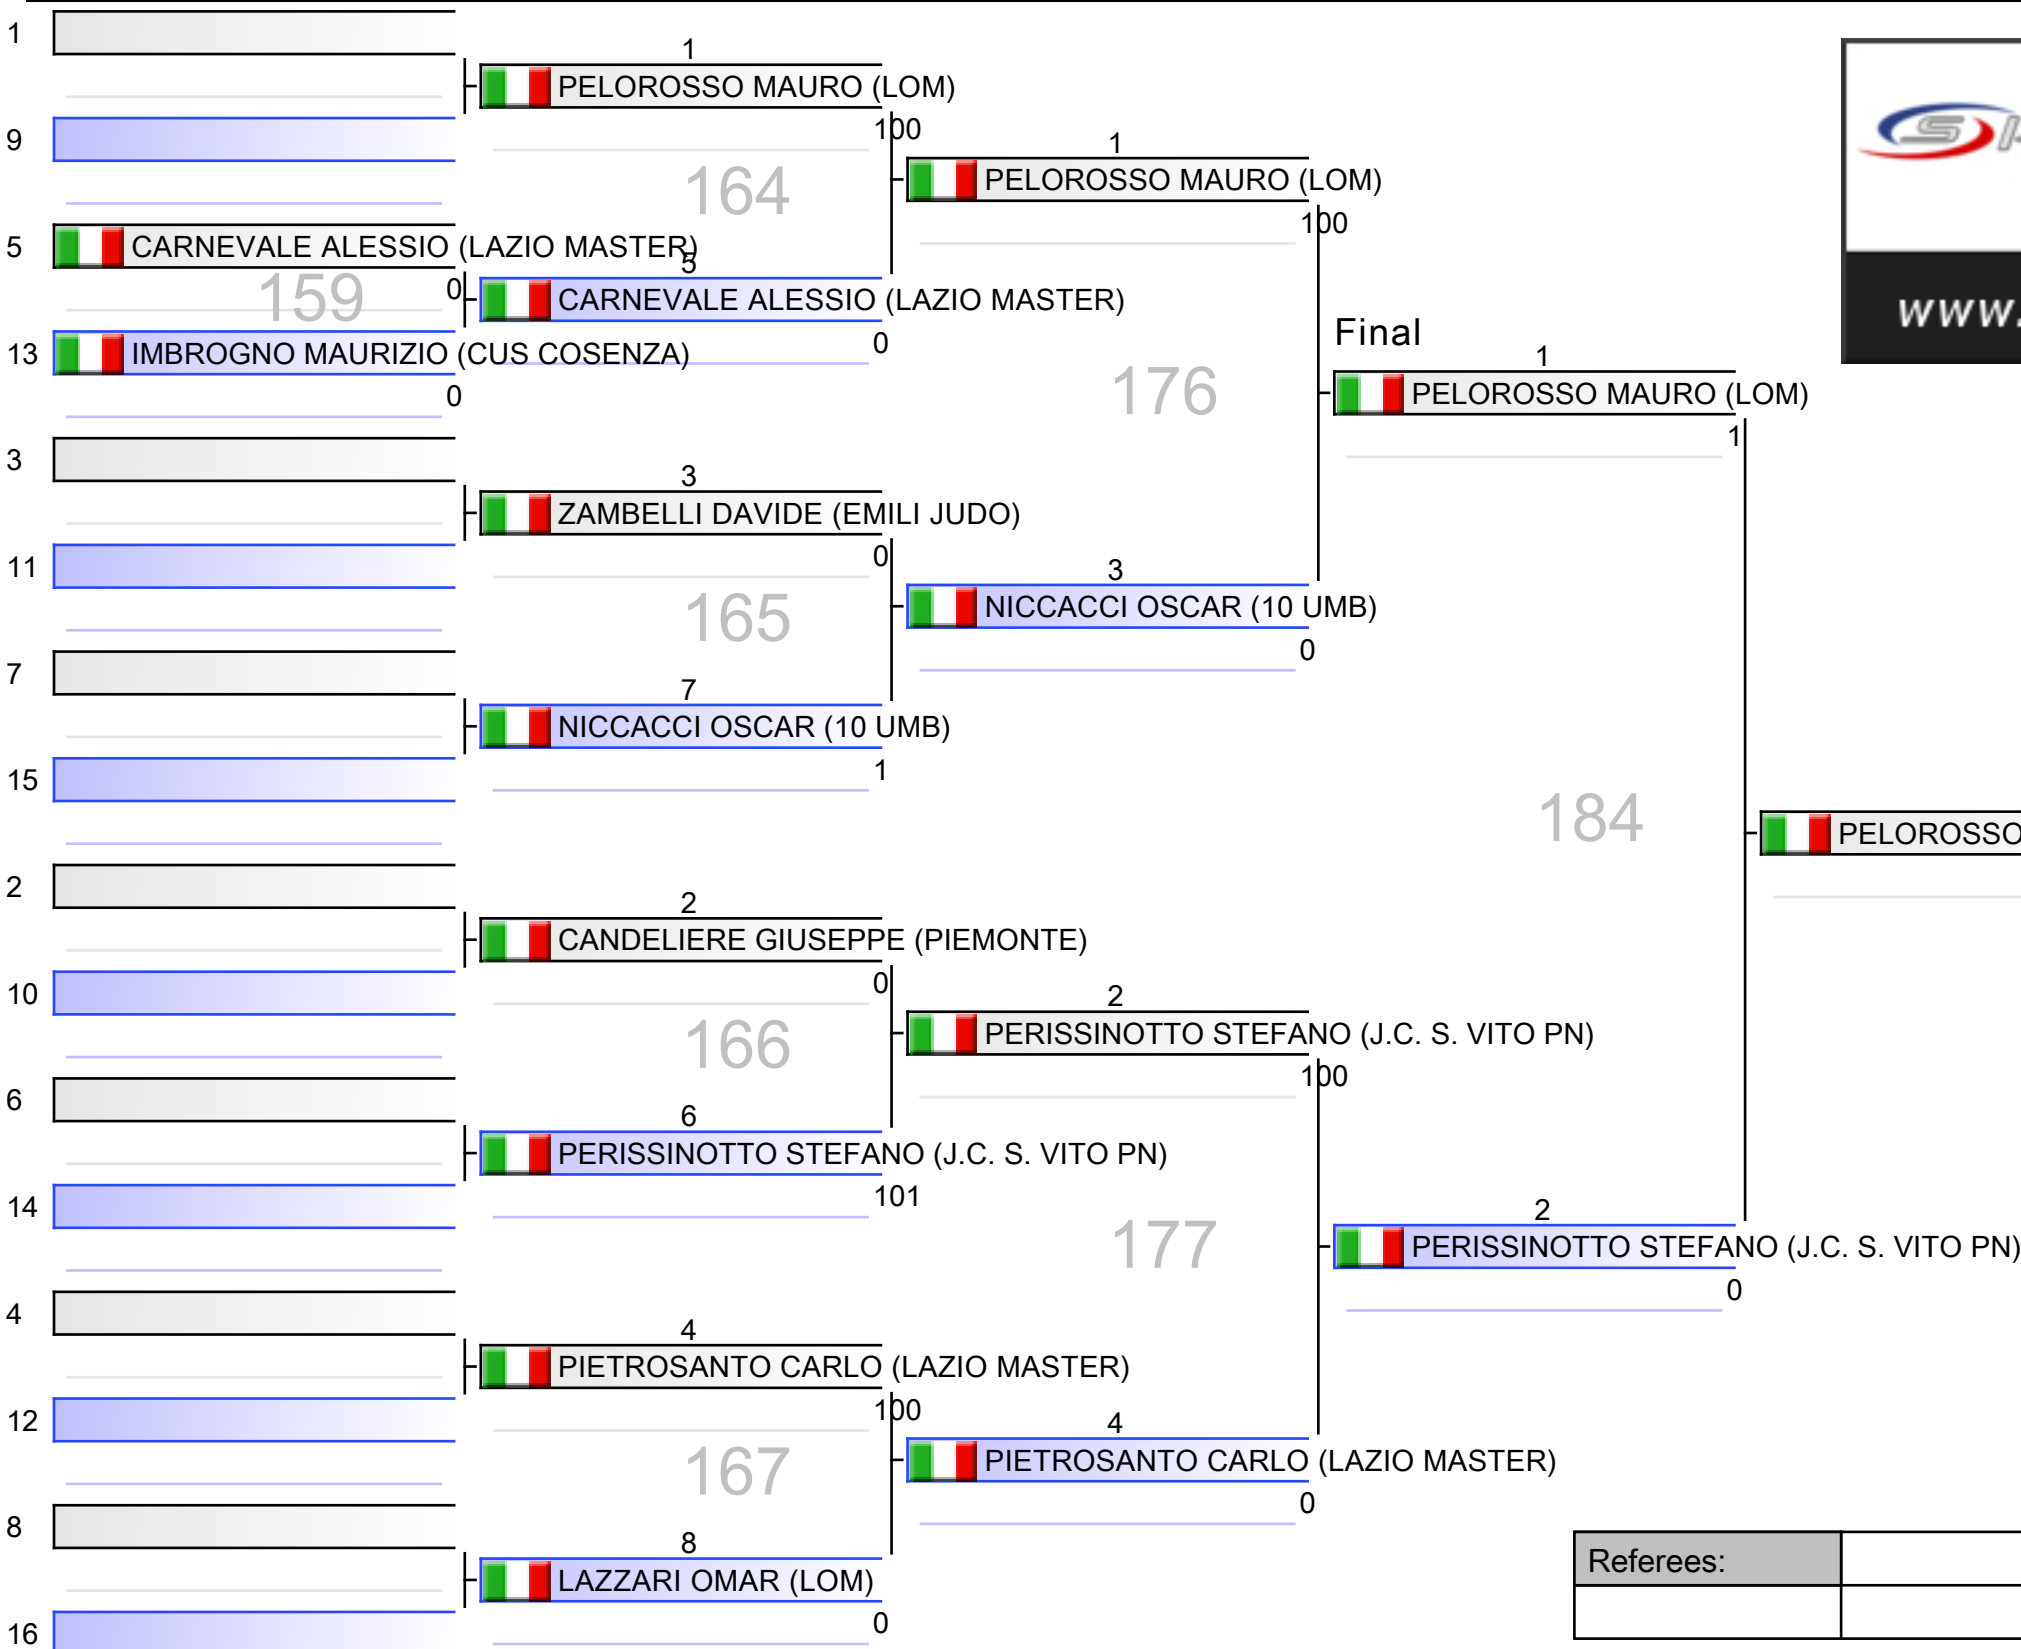 1
1
PELOROSSO MAURO (LOM)
9
100
1
164
PELOROSSO MAURO (LOM)
100
5
CARNEVALE ALESSIO (LAZIO MASTER)
5
159
0
CARNEVALE ALESSIO (LAZIO MASTER)
0
13
IMBROGNO MAURIZIO (CUS COSENZA)
0
www.
Final
1
176
PELOROSSO MAURO (LOM)
1
3
3
ZAMBELLI DAVIDE (EMILI JUDO)
0
11
3
165
NICCACCI OSCAR (10 UMB)
0
7
7
NICCACCI OSCAR (10 UMB)
1
15
184
PELOROSSO
2
2
CANDELIERE GIUSEPPE (PIEMONTE)
0
10
2
166
PERISSINOTTO STEFANO (J.C. S. VITO PN)
100
6
6
PERISSINOTTO STEFANO (J.C. S. VITO PN)
101
14
177
2
PERISSINOTTO STEFANO (J.C. S. VITO PN)
0
4
4
PIETROSANTO CARLO (LAZIO MASTER)
100
12
4
167
PIETROSANTO CARLO (LAZIO MASTER)
0
8
8
LAZZARI OMAR (LOM)
0
16
Referees: